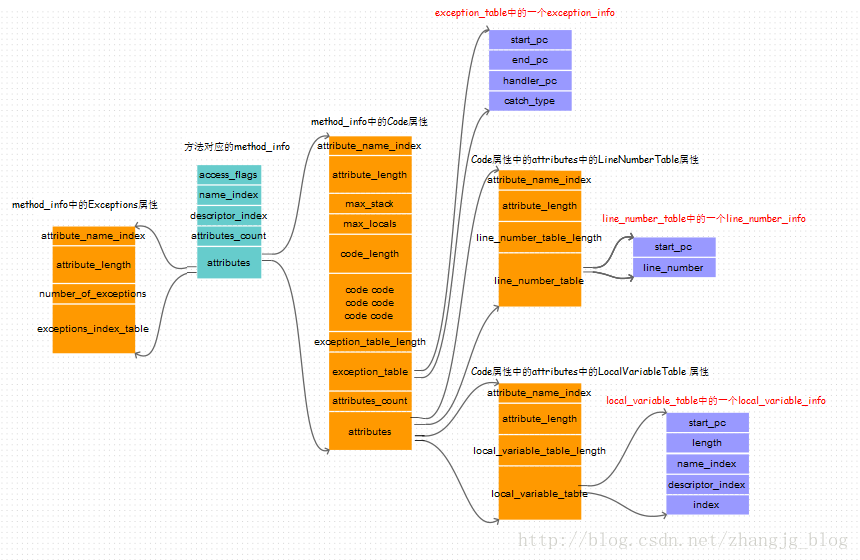 exception_table中的一个exception_info
start_pc
end_pc
handler_pc
catch_type
method_info中的Code属性
attribute_name_index
attribute_length
max_stack
max_locals
code_length
code code
code code
code code
exception_table_length
exception_table
attributes_count
attributes
方法对应的method_info
access_flags
name_index
descriptor_index
attributes_count
attributes
method_info中的Exceptions属性
attribute_name_index
attribute_length
number_of_exceptions
exceptions_index_table
Code属性中的attributes中的LineNumberTable属性
attribute_name_index
attribute_length
line_number_table_length
line_number_table
line_number_table中的一个line_number_info
start_pc
line_number
Code属性中的attributes中的LocalVariableTable 属性
attribute_name_index
attribute_length
local_variable_table_length
local_variable_table
local_variable_table中的一个local_variable_info
start_pc
length
name_index
descriptor_index
index
http://blog.csdn.net/zhangjg_blog